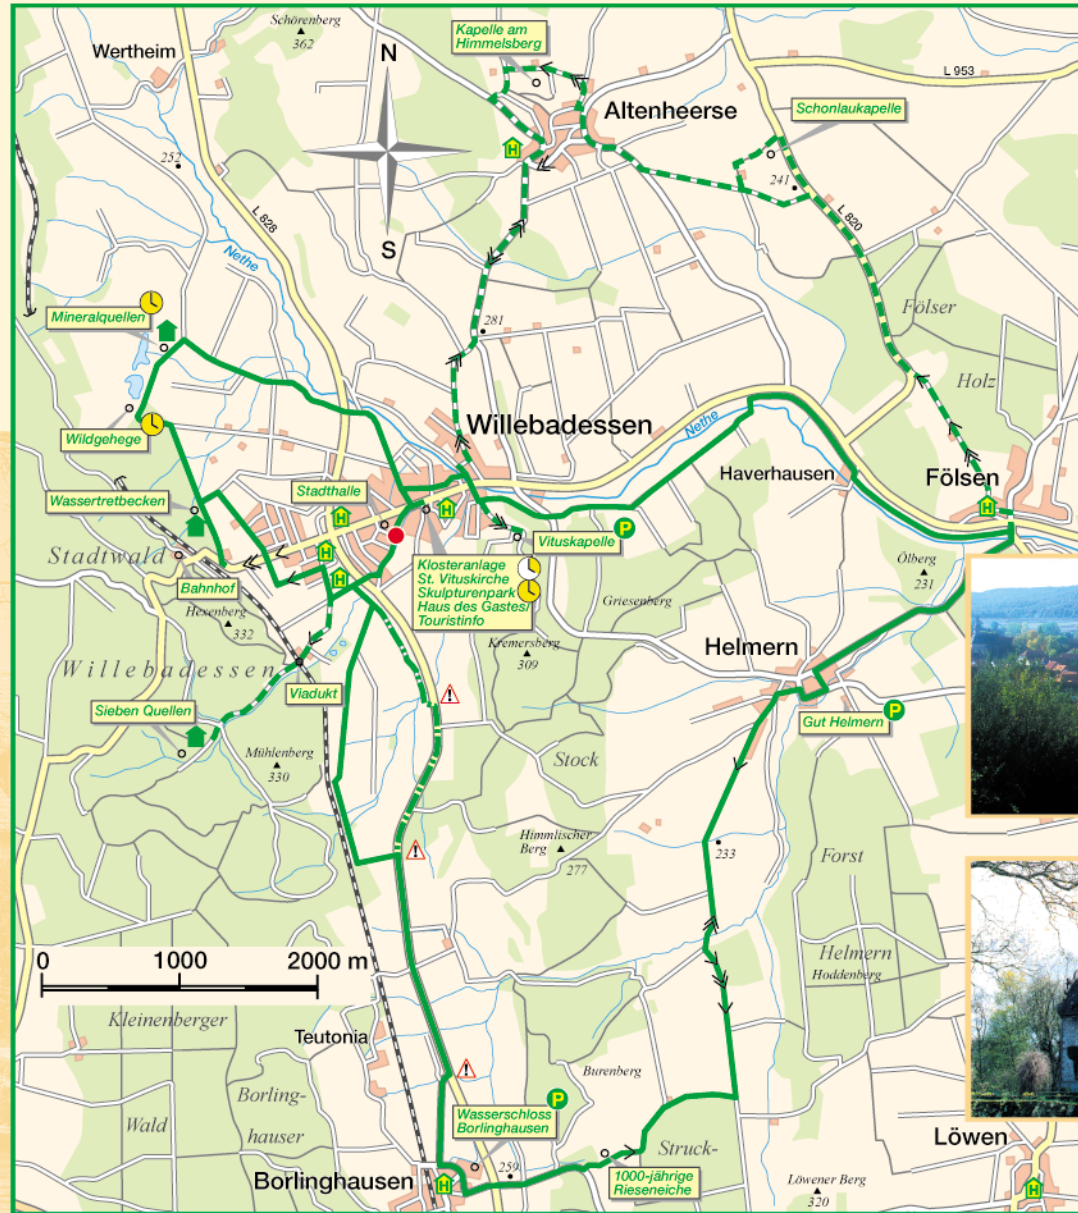 Schörenberg
362
Wertheim
N
Kapelle am
Himmelsberg
L 953
Altenheerse
Schonlaukapelle
252
241
L 828
S
L 820
Nethe
Fölser
Mineralquellen
281
Holz
Willebadessen
Nethe
Wildgehege
Haverhausen
Fölsen
Stadthalle
Wassertretbecken
H
H
H
H
H
H
Vituskapelle
P
Stadtwald
Klosteranlage
St. Vituskirche
Skulpturenpark
Haus des Gastes/
Touristinfo
Ölberg
231
Bahnhof
Hexenberg
332
Griesenberg
Kremersberg
309
Helmern
Willebadessen
Viadukt
!
Sieben Quellen
Gut Helmern
P
Mühlenberg
330
Stock
Himmlischer
Berg
277
!
233
Forst
0 1000 2000 m
Helmern
Hoddenberg
Kleinenberger
Teutonia
!
Burenberg
Borling-
hauser
Wald
Wasserschloss
Borlinghausen
P
Struck-
Löwen
259
1000-jährige
Rieseneiche
Borlinghausen
H
Löwener Berg
320
H